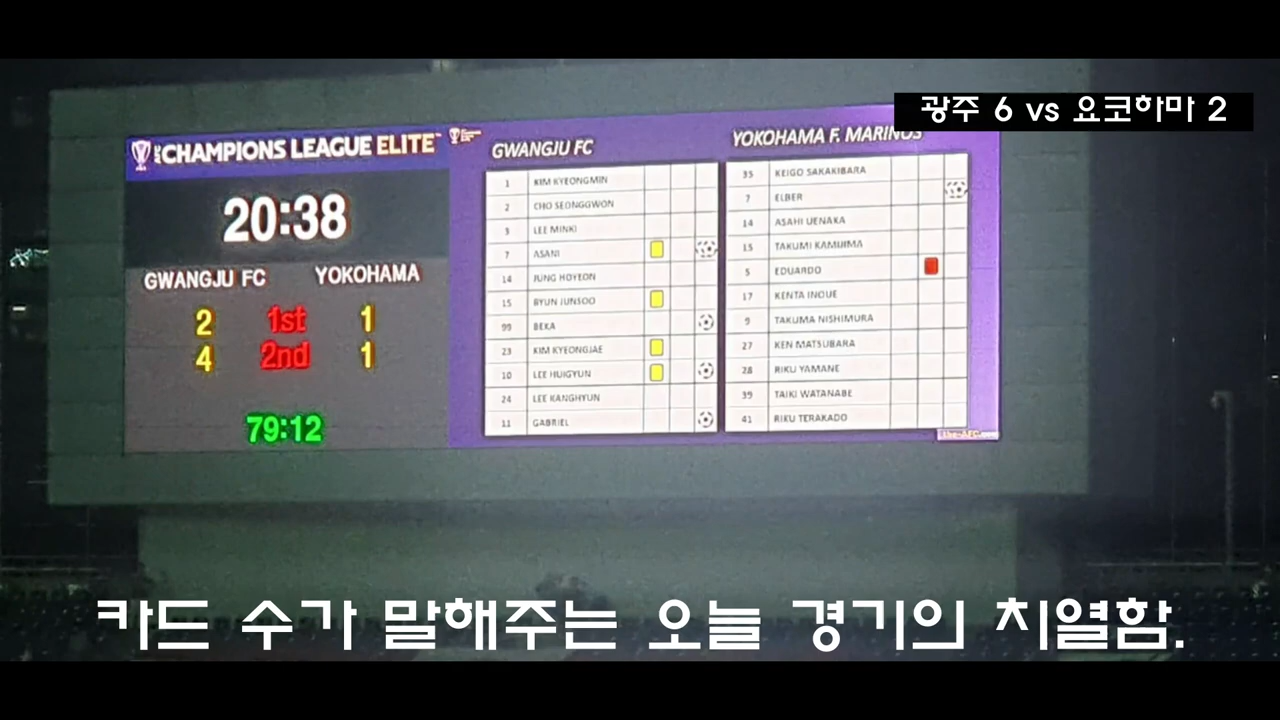 광주 6 vs 요코하마 2
CHAMPIONS LEAGUE ELITE
20:38
GWANGJU FC YOKOHAMA
2 1st 1
4 2nd 1
79:12
GWANGJU FC
1 KIM KYEONGMIN
2 CHO SEONGGWON
3 LEE MINKI
7 ASANI
14 JUNG HOYEON
15 BYUN JUNSOO
99 BEKA
23 KIM KYEONGJAE
10 LEE HUIGYUN
24 LEE KANGHYUN
11 GABRIEL
YOKOHAMA F. MARINOS
35 KEIGO SAKAKIBARA
7 ELBER
14 ASAHI UENAKA
15 TAKUMI KAMIJIMA
5 EDUARDO
17 KENTA INOUE
9 TAKUMA NISHIMURA
27 KEN MATSUBARA
28 RIKU YAMANE
39 TAIKI WATANABE
41 RIKU TERAKADO
카드 수가 말해주는 오늘 경기의 치열함.